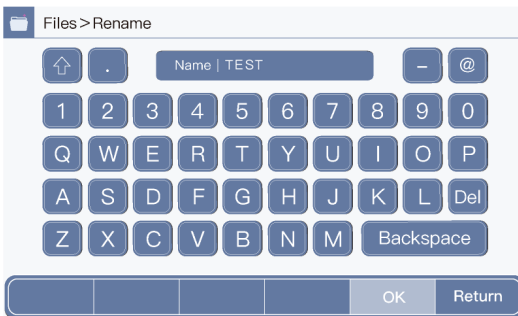 Files>Rename
. Name | TEST - @
1 2 3 4 5 6 7 8 9 0
Q W E R T Y U I O P
A S D F G H J K L Del
Z X C V B N M Backspace
OK Return